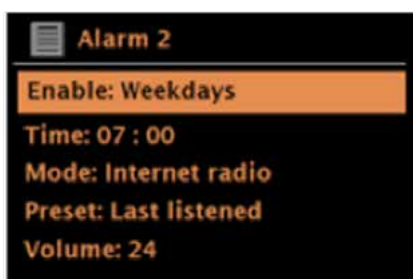 Alarm 2
Enable: Weekdays
Time: 07 : 00
Mode: Internet radio
Preset: Last listened
Volume: 24